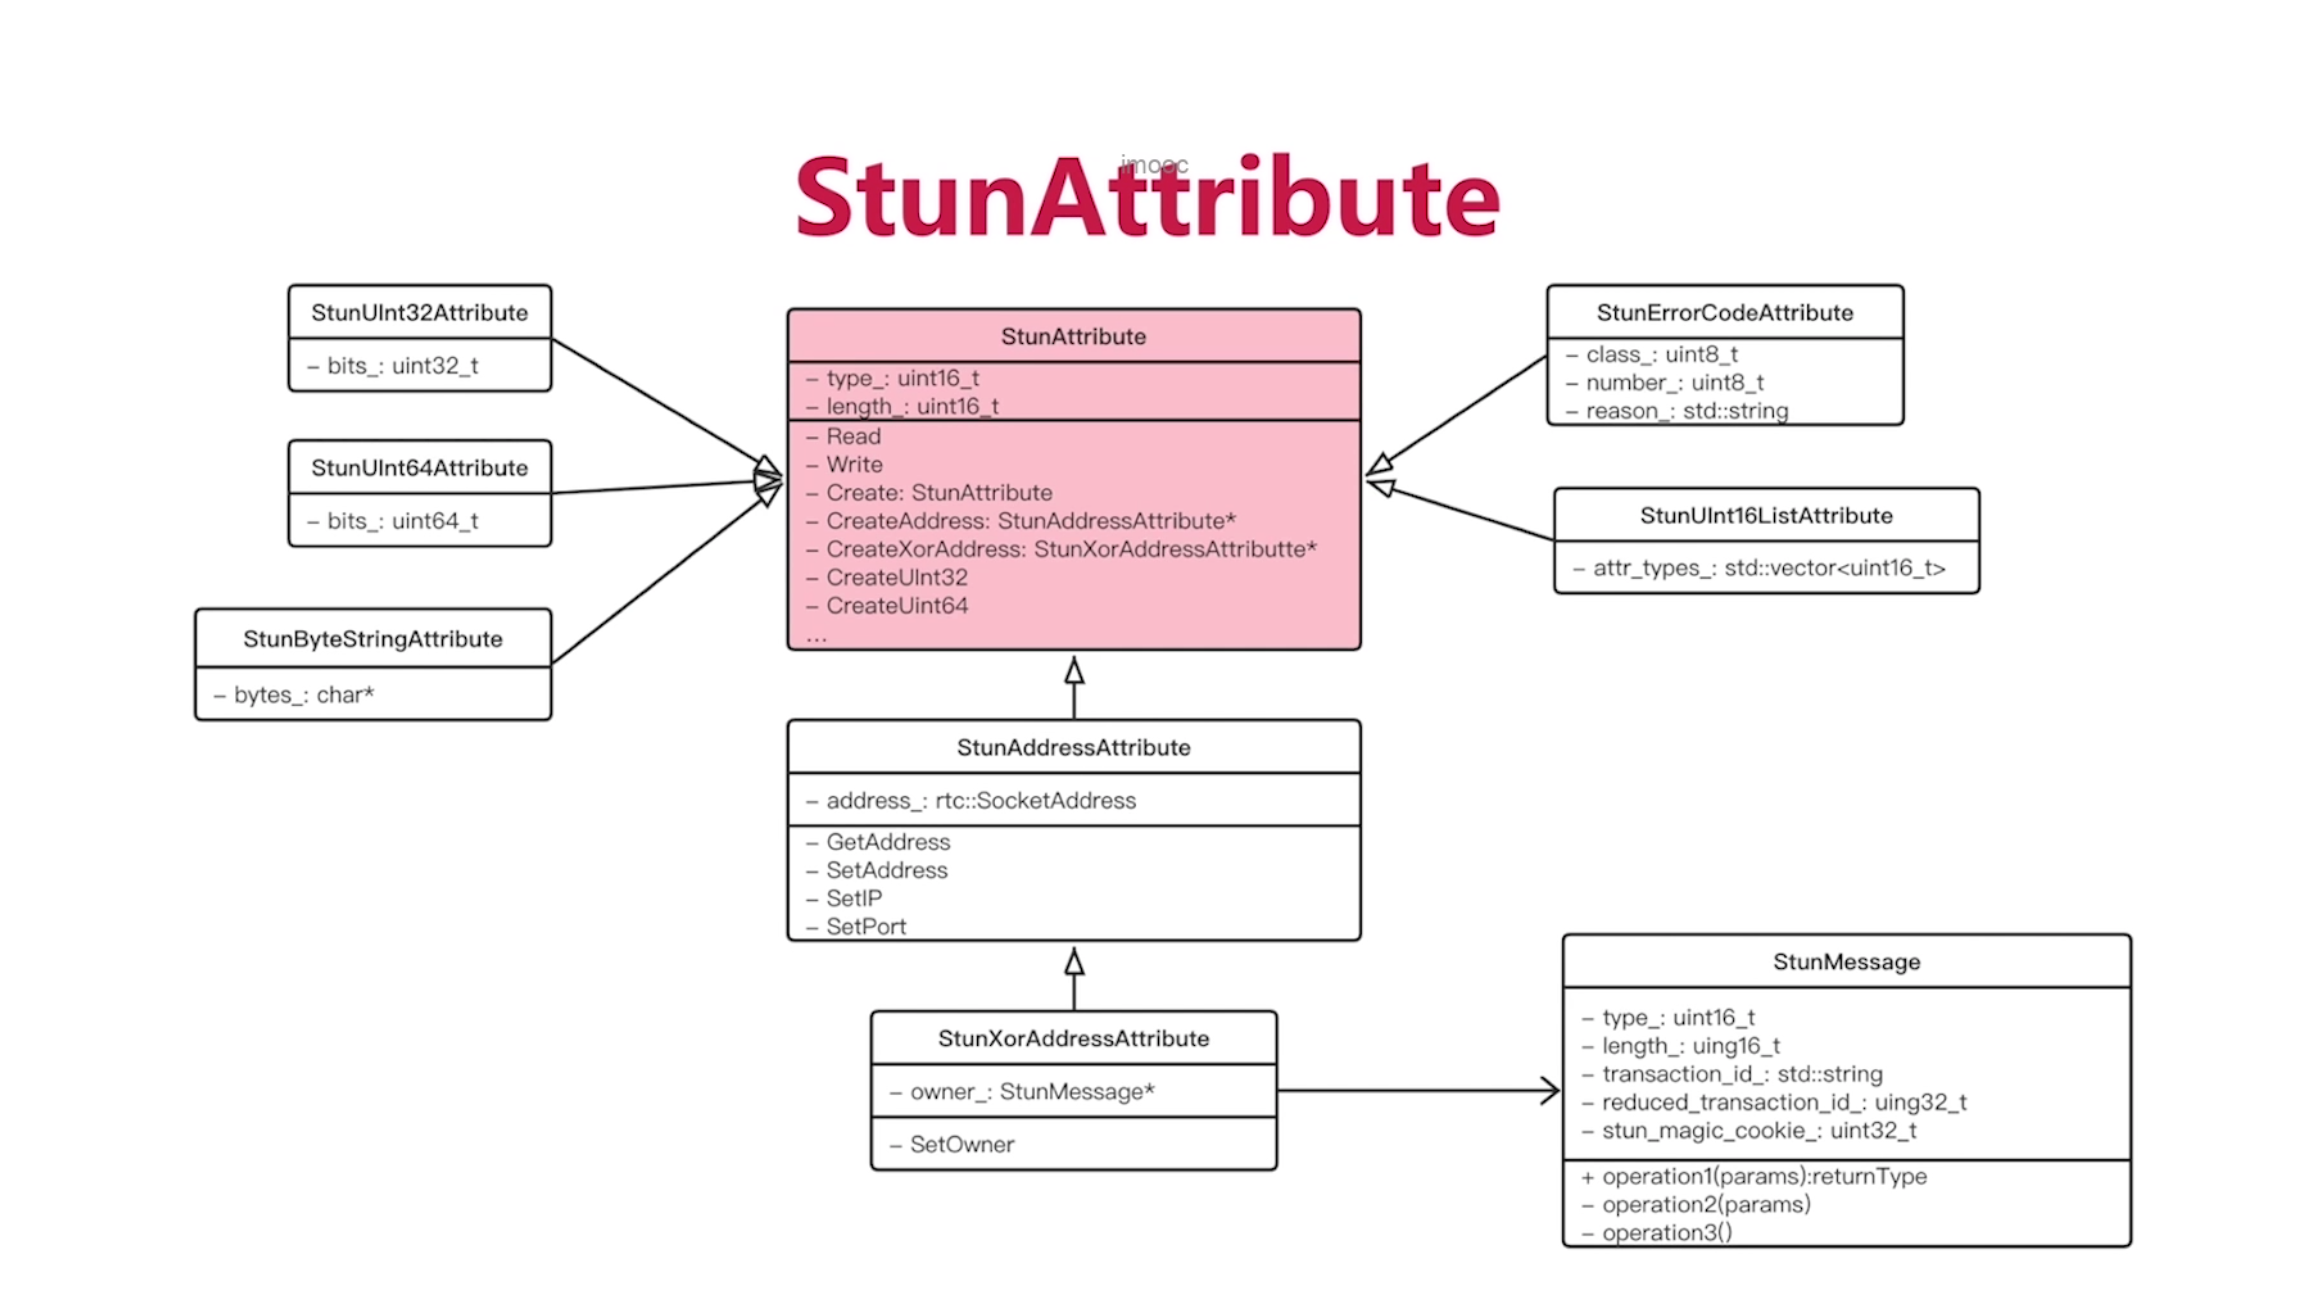 imooc
StunAttribute
StunUInt32Attribute
– bits_: uint32_t
StunUInt64Attribute
– bits_: uint64_t
StunByteStringAttribute
– bytes_: char*
StunAttribute
– type_: uint16_t
– length_: uint16_t
– Read
– Write
– Create: StunAttribute
– CreateAddress: StunAddressAttribute*
– CreateXorAddress: StunXorAddressAttributte*
– CreateUInt32
– CreateUint64
...
StunErrorCodeAttribute
– class_: uint8_t
– number_: uint8_t
– reason_: std::string
StunUInt16ListAttribute
– attr_types_: std::vector<uint16_t>
StunAddressAttribute
– address_: rtc::SocketAddress
– GetAddress
– SetAddress
– SetIP
– SetPort
StunXorAddressAttribute
– owner_: StunMessage*
– SetOwner
StunMessage
– type_: uint16_t
– length_: uing16_t
– transaction_id_: std::string
– reduced_transaction_id_: uing32_t
– stun_magic_cookie_: uint32_t
+ operation1(params):returnType
– operation2(params)
– operation3()